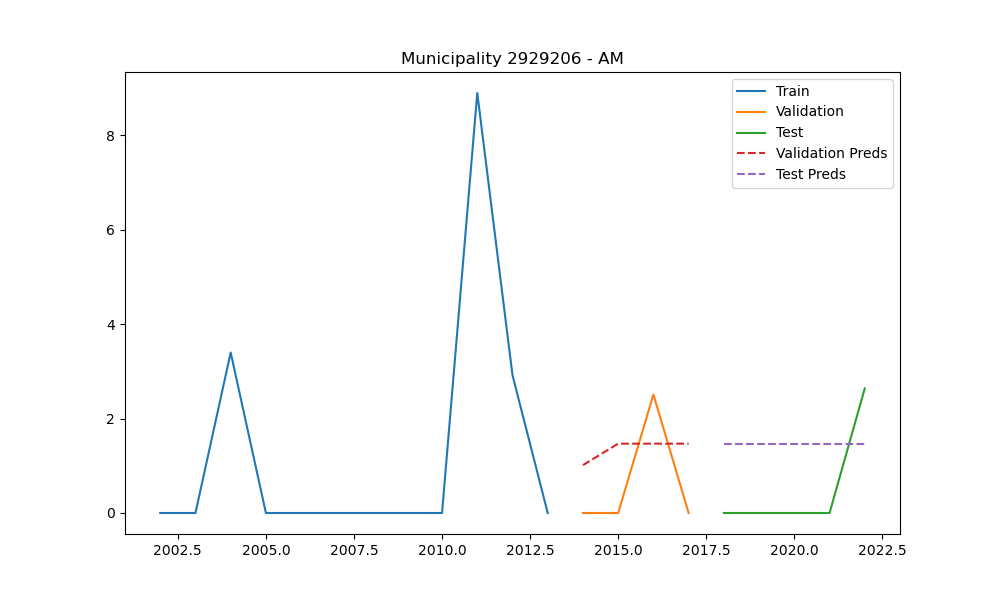 Municipality 2929206 - AM
Train
Validation
Test
Validation Preds
Test Preds
8
6
4
2
0
2002.5 2005.0 2007.5 2010.0 2012.5 2015.0 2017.5 2020.0 2022.5